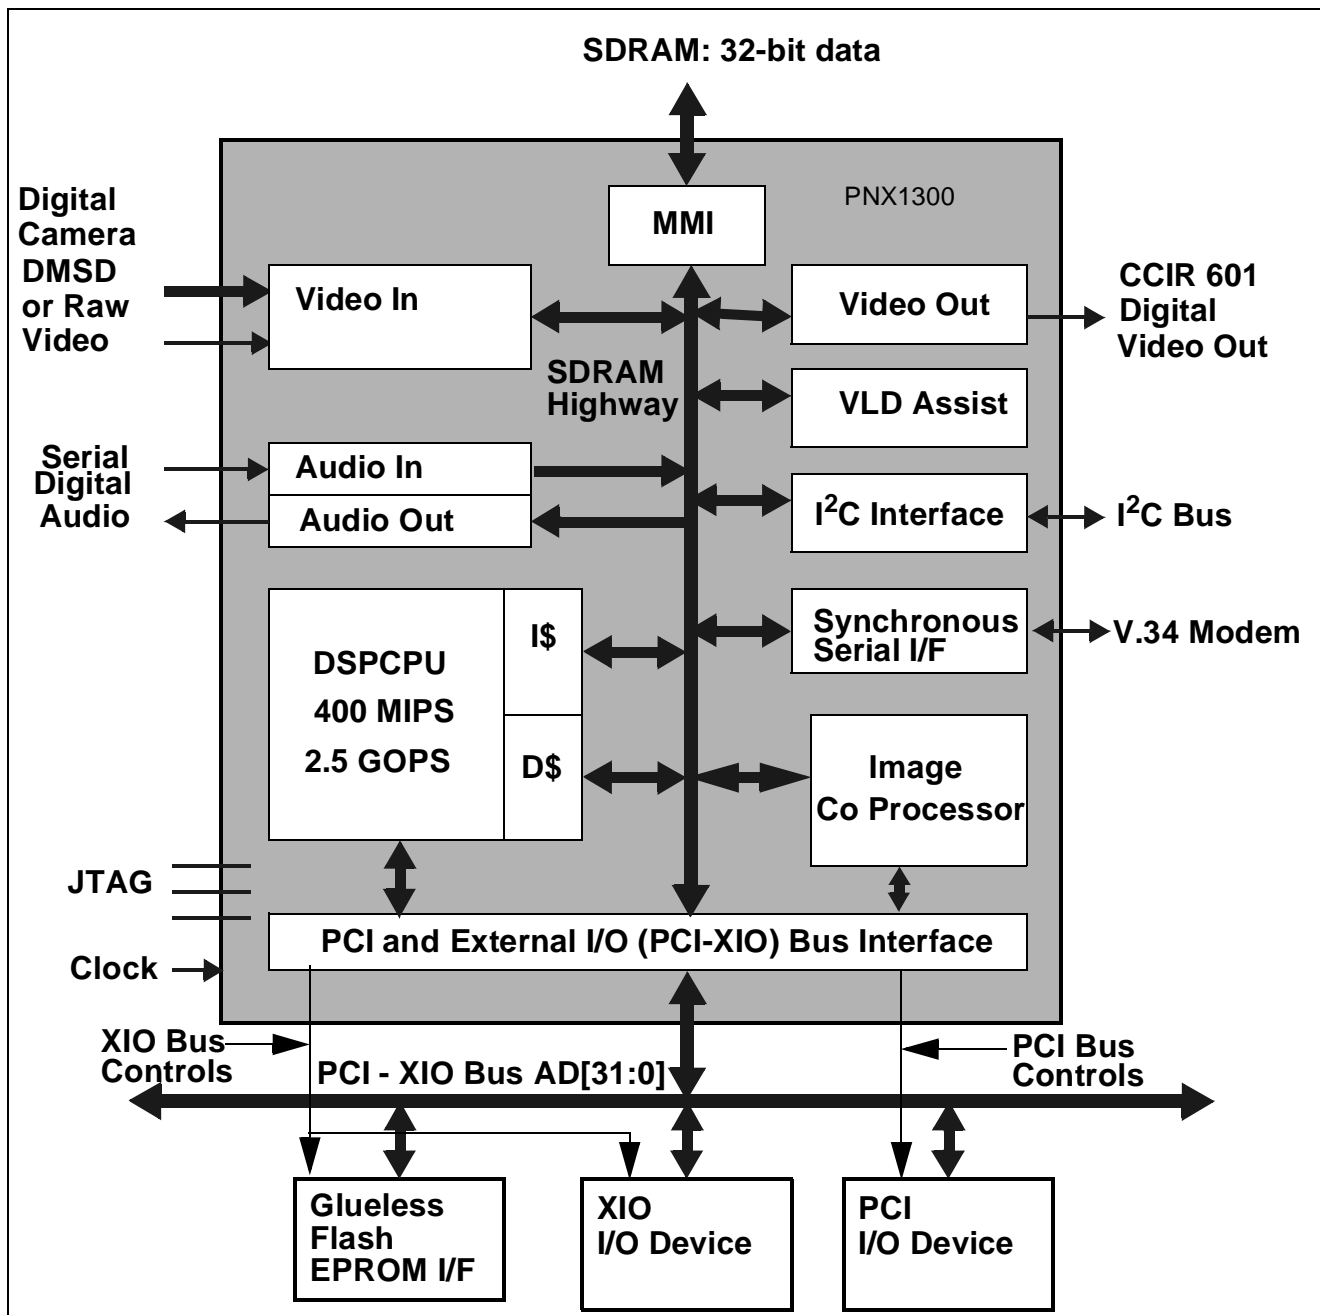 SDRAM: 32-bit data
PNX1300
MMI
Digital
Camera
DMSD
or Raw
Video
Video In
Video Out
CCIR 601
Digital
Video Out
SDRAM
Highway
VLD Assist
Serial
Digital
Audio
Audio In
Audio Out
I²C Interface
I²C Bus
DSPCPU
400 MIPS
2.5 GOPS
I$
D$
Synchronous
Serial I/F
V.34 Modem
Image
Co Processor
JTAG
Clock
PCI and External I/O (PCI-XIO) Bus Interface
XIO Bus
Controls
PCI - XIO Bus AD[31:0]
PCI Bus
Controls
Glueless
Flash
EPROM I/F
XIO
I/O Device
PCI
I/O Device